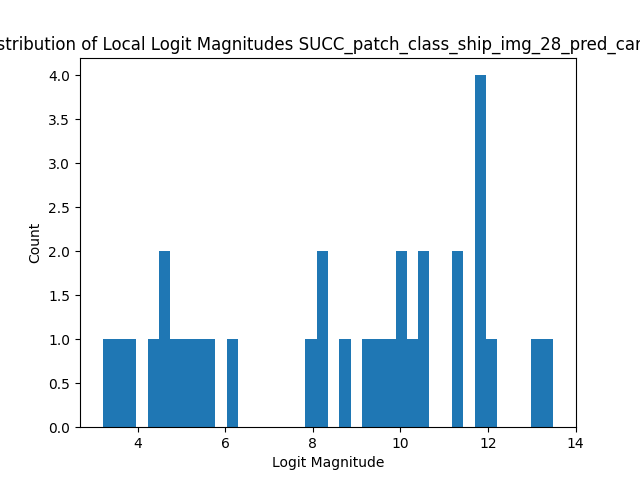 stribution of Local Logit Magnitudes SUCC_patch_class_ship_img_28_pred_car
4.0
3.5
3.0
2.5
2.0
1.5
1.0
0.5
0.0
Count
4 6 8 10 12 14
Logit Magnitude